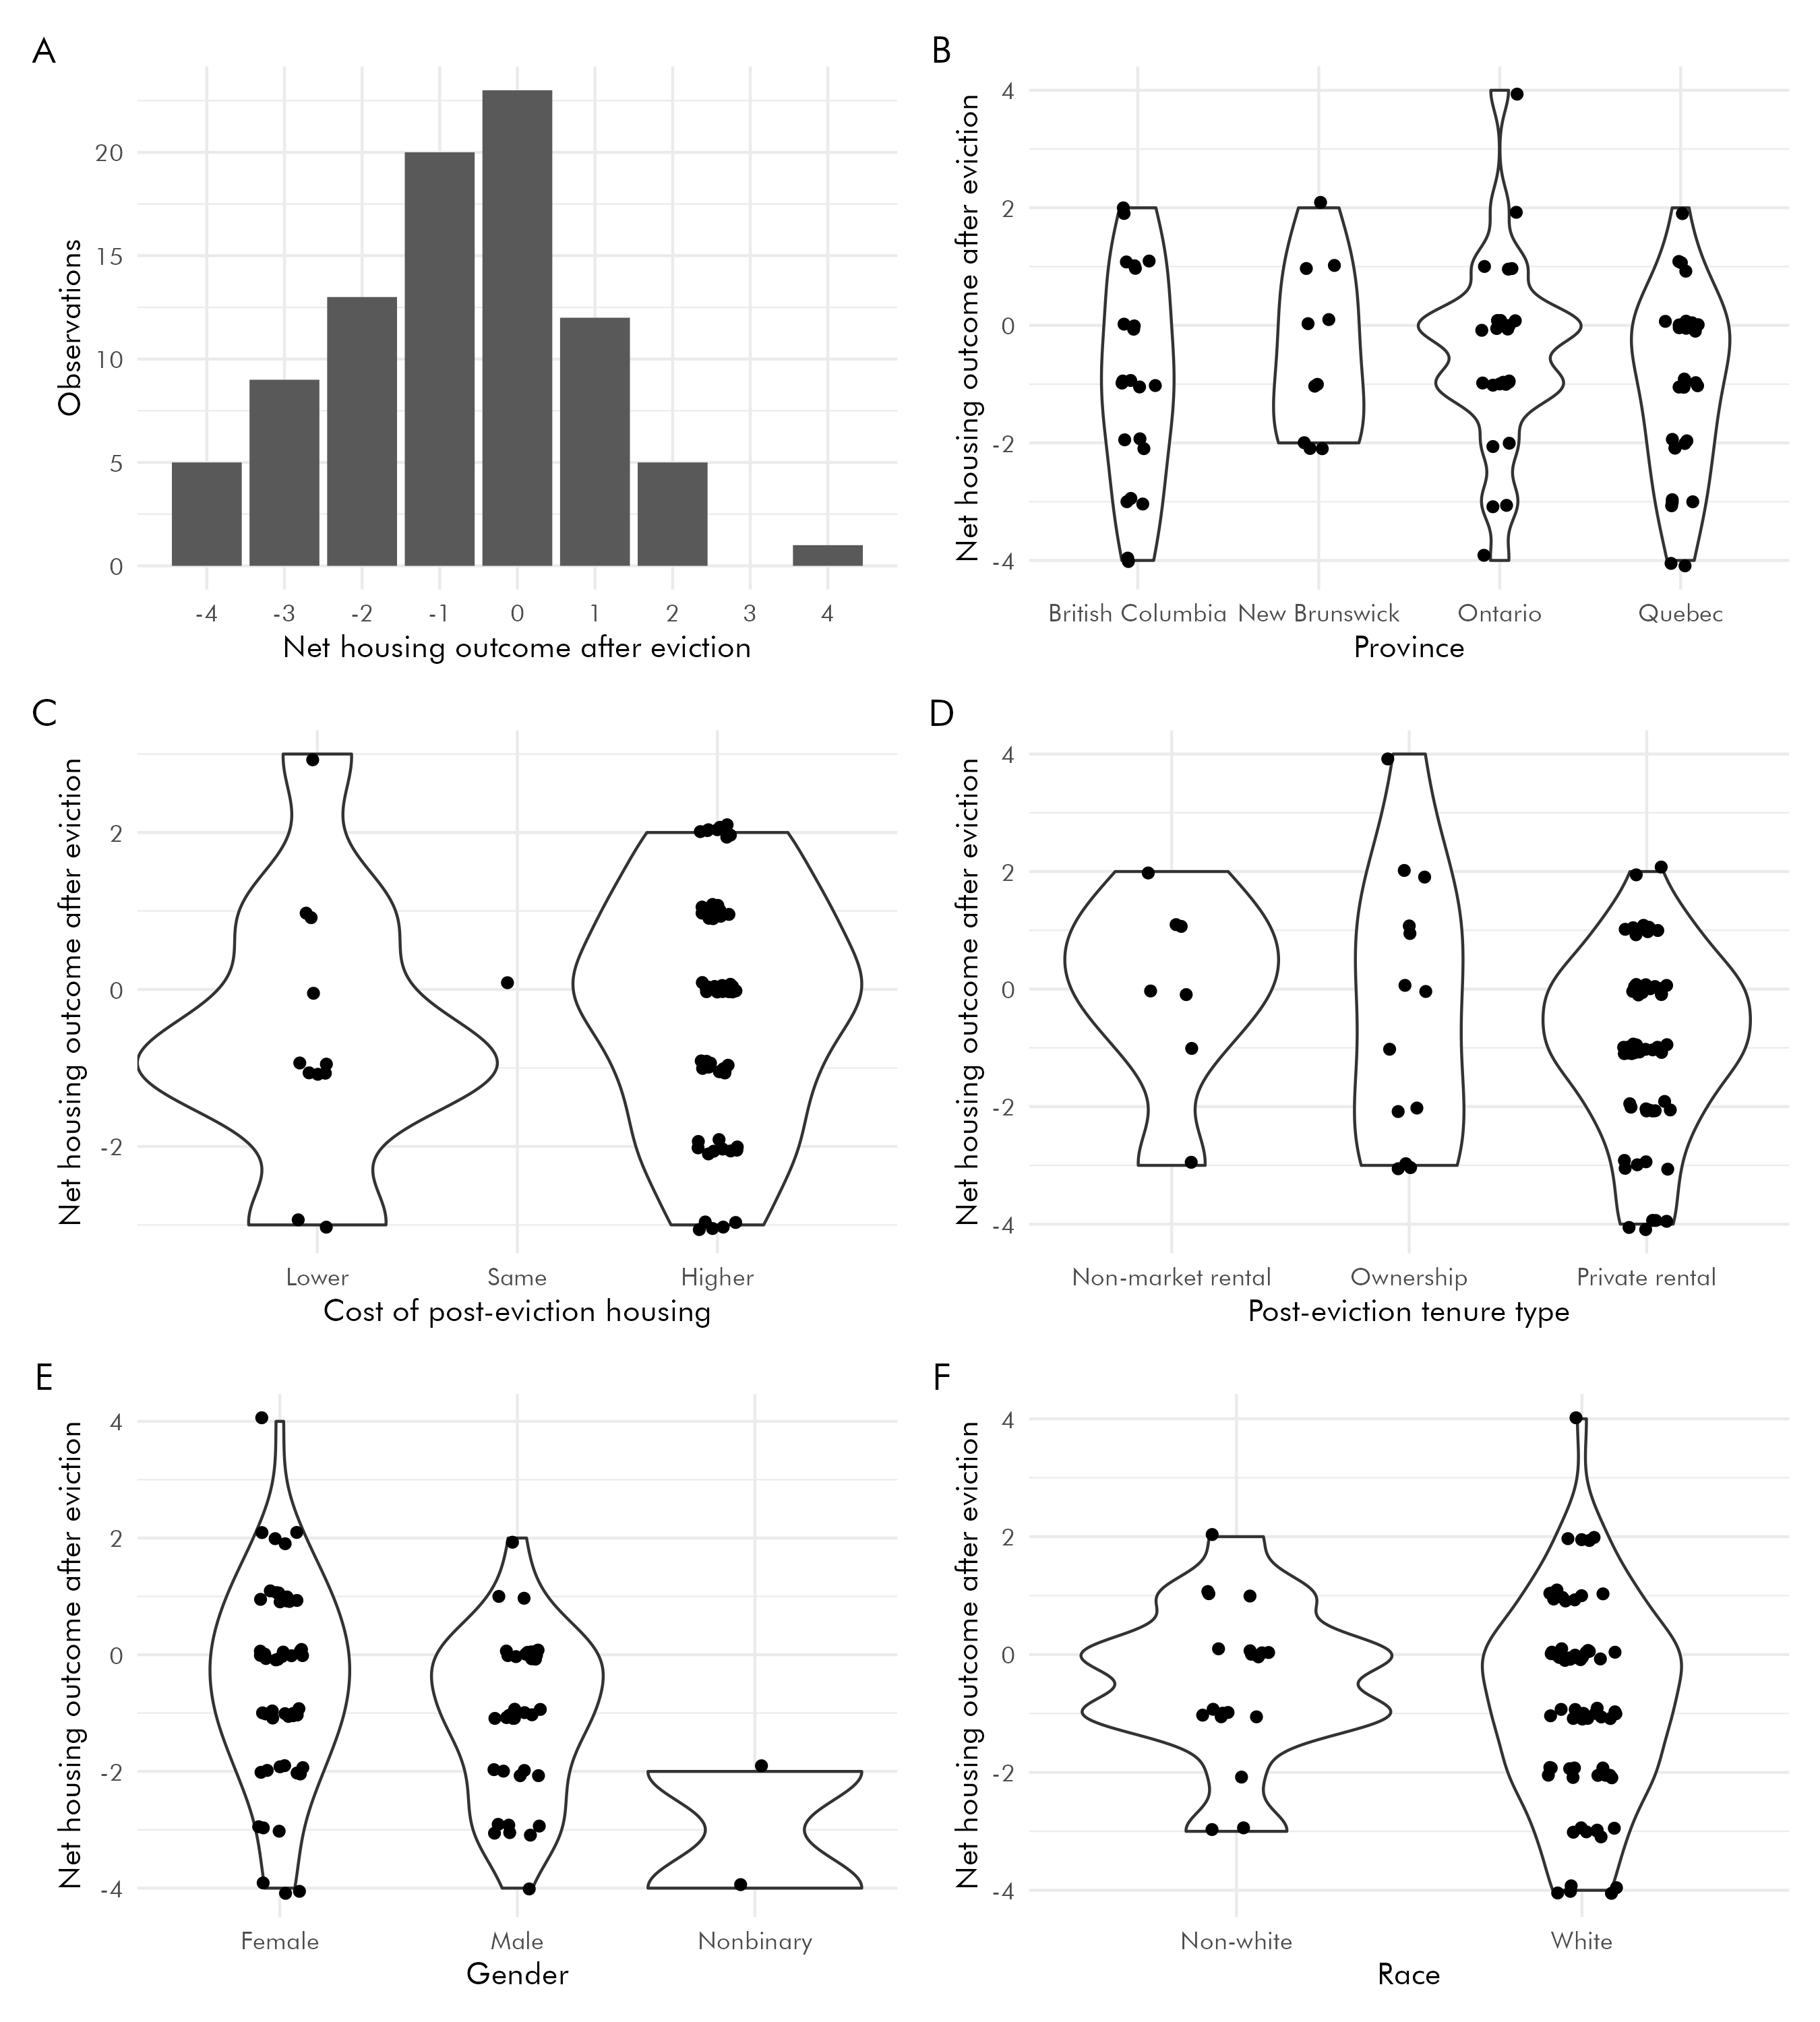 A
Observations
20
15
10
5
0
-4 -3 -2 -1 0 1 2 3 4
Net housing outcome after eviction
B
Net housing outcome after eviction
4
2
0
-2
-4
British Columbia New Brunswick Ontario Quebec
Province
C
Net housing outcome after eviction
2
0
-2
Lower Same Higher
Cost of post-eviction housing
D
Net housing outcome after eviction
4
2
0
-2
-4
Non-market rental Ownership Private rental
Post-eviction tenure type
E
Net housing outcome after eviction
4
2
0
-2
-4
Female Male Nonbinary
Gender
F
Net housing outcome after eviction
4
2
0
-2
-4
Non-white White
Race